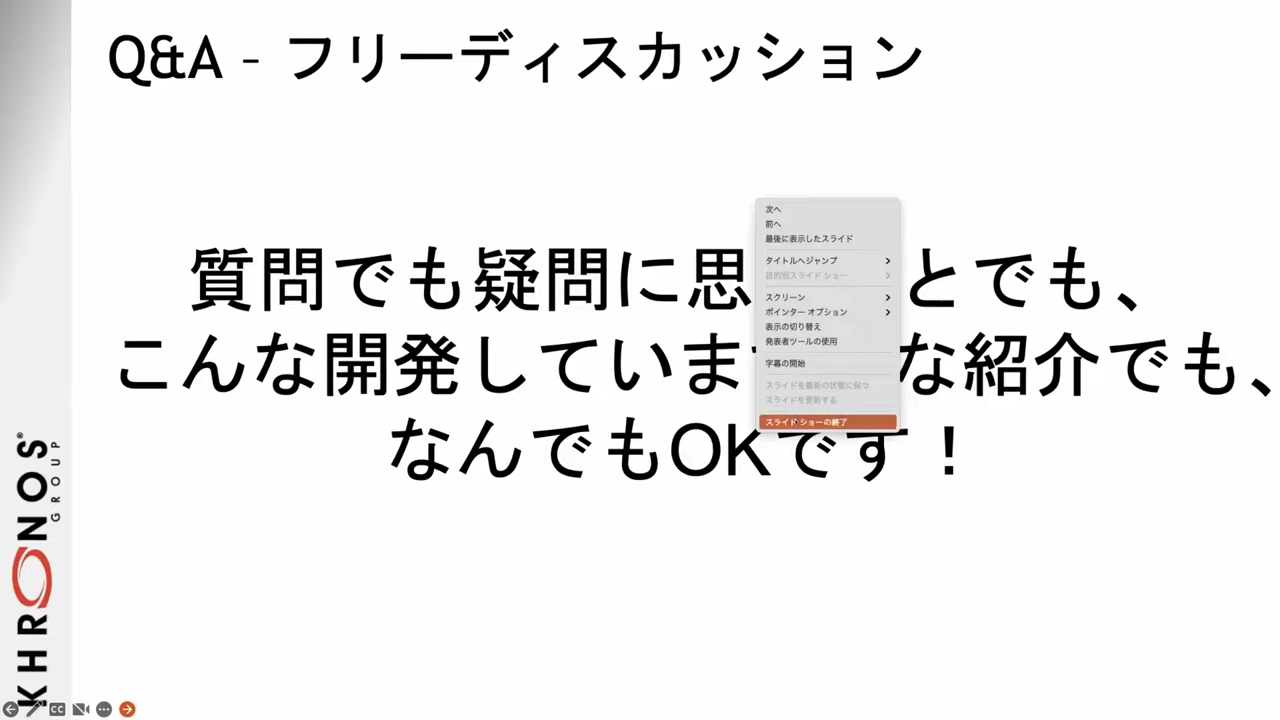 Q&A - フリーディスカッション
質問でも疑問に思
とでも、
こんな開発していま
な紹介でも、
なんでもOKです！
次へ
前へ
最後に表示したスライド
タイトルへジャンプ
目的別スライド ショー
スクリーン
ポインター オプション
表示の切り替え
発表者ツールの使用
字幕の開始
スライドを最新の状態に保つ
スライドを更新する
スライド ショーの終了
KHRONOS®
GROUP
CC